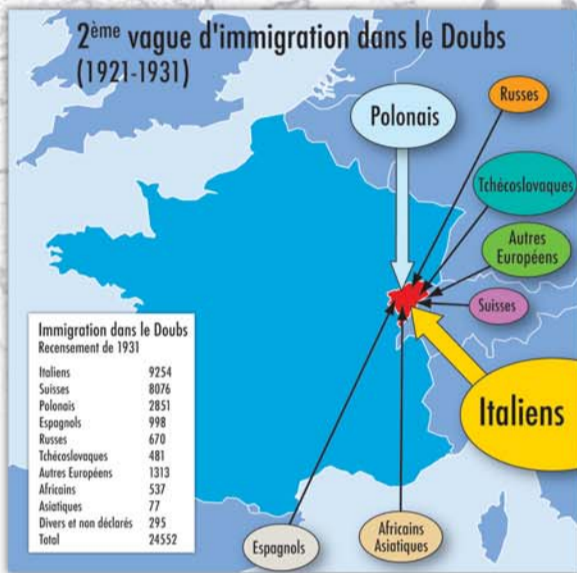 2ème vague d'immigration dans le Doubs
(1921-1931)
Russes
Polonais
Tchécoslovaques
Autres
Européens
Suisses
Italiens
Immigration dans le Doubs
Recensement de 1931
Italiens 9254
Suisses 8076
Polonais 2851
Espagnols 998
Russes 670
Tchécoslovaques 481
Autres Européens 1313
Africains 537
Asiatiques 77
Divers et non déclarés 295
Total 24552
Espagnols
Africains
Asiatiques